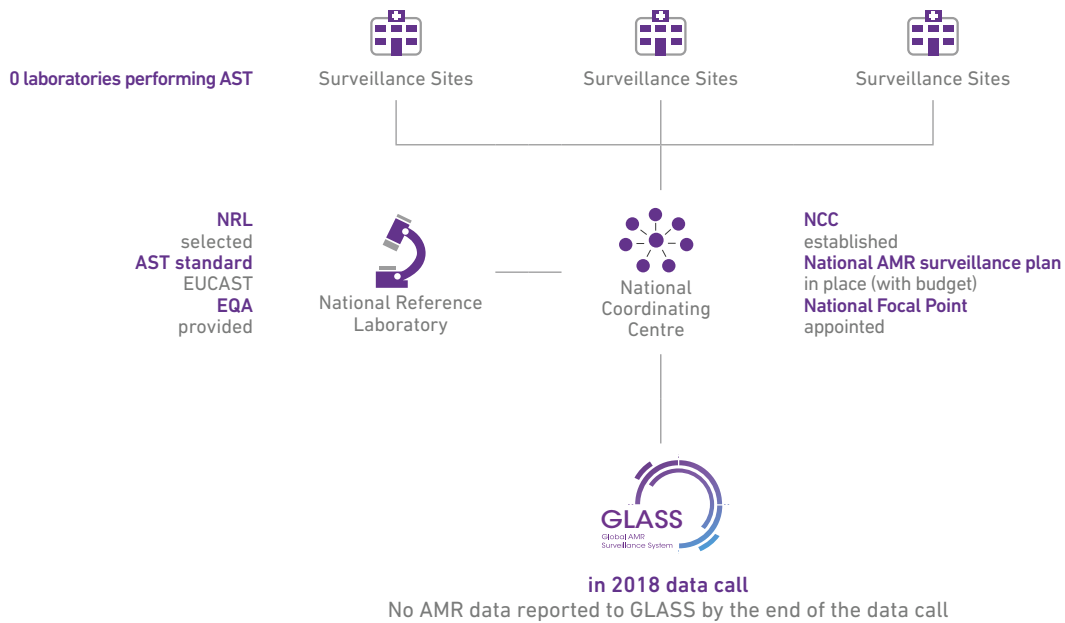 0 laboratories performing AST
Surveillance Sites
Surveillance Sites
Surveillance Sites
NRL
selected
AST standard
EUCAST
EQA
provided
National Reference
Laboratory
National
Coordinating
Centre
NCC
established
National AMR surveillance plan
in place (with budget)
National Focal Point
appointed
GLASS
Global AMR
Surveillance System
in 2018 data call
No AMR data reported to GLASS by the end of the data call